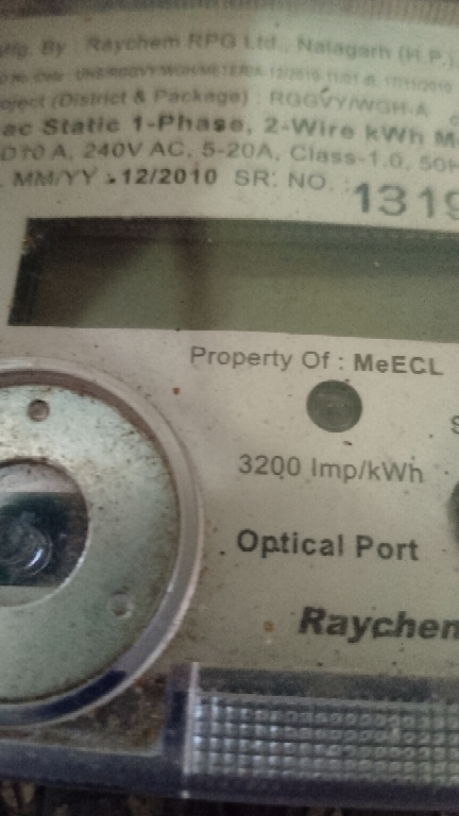 Mfg. By : Raychem RPG Ltd., Nalagarh (H.P.)
Project (District & Package) : RGGVY/WGH-A
ac Static 1-Phase, 2-Wire kWh M
D10 A, 240V AC, 5-20A, Class-1.0, 50H
MM/YY : 12/2010 SR. NO. : 1319
Property Of : MeECL
3200 Imp/kWh
Optical Port
Raychem